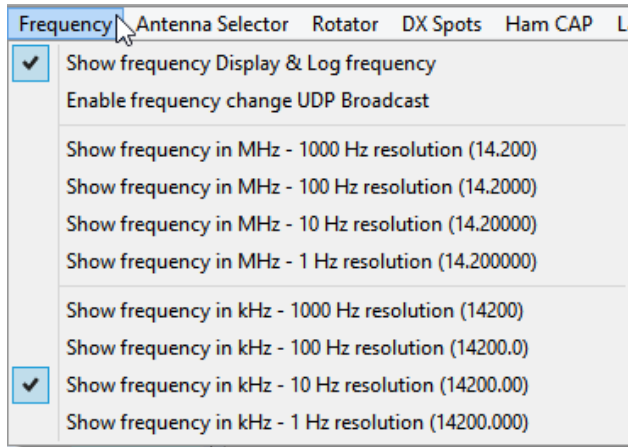 Frequency Antenna Selector Rotator DX Spots Ham CAP
Show frequency Display & Log frequency
Enable frequency change UDP Broadcast
Show frequency in MHz - 1000 Hz resolution (14.200)
Show frequency in MHz - 100 Hz resolution (14.2000)
Show frequency in MHz - 10 Hz resolution (14.20000)
Show frequency in MHz - 1 Hz resolution (14.200000)
Show frequency in kHz - 1000 Hz resolution (14200)
Show frequency in kHz - 100 Hz resolution (14200.0)
Show frequency in kHz - 10 Hz resolution (14200.00)
Show frequency in kHz - 1 Hz resolution (14200.000)